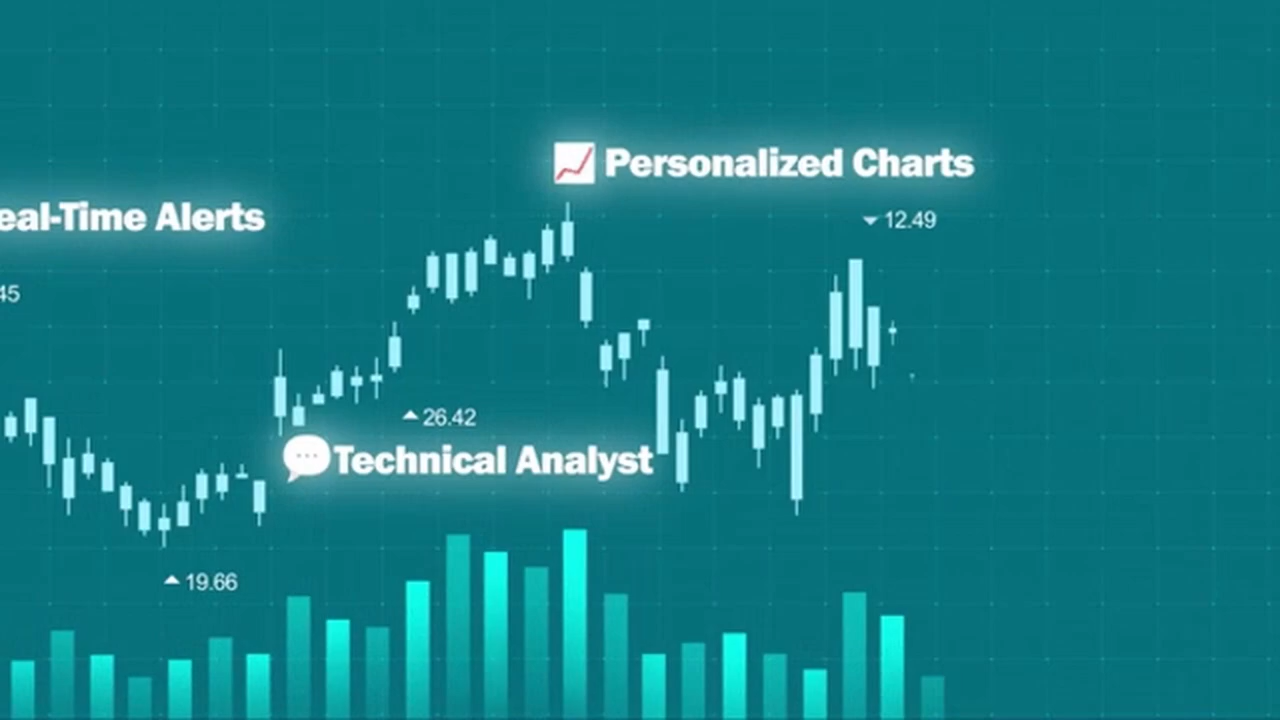 Personalized Charts
eal-Time Alerts
12.49
45
26.42
Technical Analyst
19.66